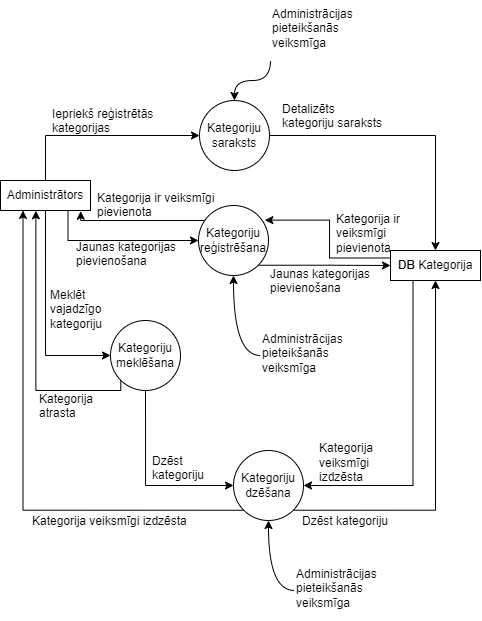 Administrācijas
pieteikšanās
veiksmīga
Iepriekš reģistrētās
kategorijas
Kategoriju
saraksts
Detalizēts
kategoriju saraksts
Administrātors
Kategorija ir veiksmīgi
pievienota
Jaunas kategorijas
pievienošana
Kategoriju
reģistrēšana
Kategorija ir
veiksmīgi
pievienota
Jaunas kategorijas
pievienošana
DB Kategorija
Meklēt
vajadzīgo
kategoriju
Kategoriju
meklēšana
Administrācijas
pieteikšanās
veiksmīga
Kategorija
atrasta
Dzēst
kategoriju
Kategoriju
dzēšana
Kategorija
veiksmīgi
izdzēsta
Kategorija veiksmīgi izdzēsta
Dzēst kategoriju
Administrācijas
pieteikšanās
veiksmīga